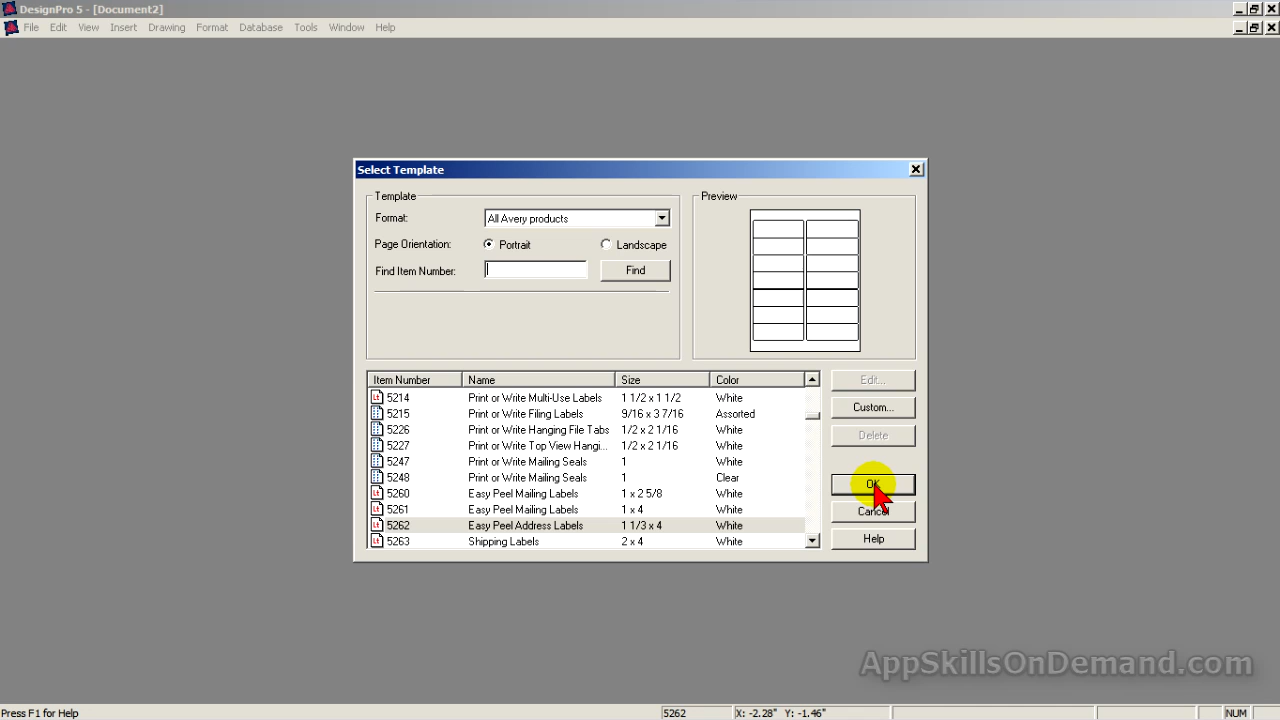 DesignPro 5 - [Document2]
File Edit View Insert Drawing Format Database Tools Window Help
Select Template
Template
Format: All Avery products
Page Orientation: Portrait Landscape
Find Item Number: Find
Preview
Item Number Name Size Color
5214 Print or Write Multi-Use Labels 1 1/2 x 1 1/2 White
5215 Print or Write Filing Labels 9/16 x 3 7/16 Assorted
5226 Print or Write Hanging File Tabs 1/2 x 2 1/16 White
5227 Print or Write Top View Hangi... 1/2 x 2 1/16 White
5247 Print or Write Mailing Seals 1 White
5248 Print or Write Mailing Seals 1 Clear
5260 Easy Peel Mailing Labels 1 x 2 5/8 White
5261 Easy Peel Mailing Labels 1 x 4 White
5262 Easy Peel Address Labels 1 1/3 x 4 White
5263 Shipping Labels 2 x 4 White
Edit...
Custom...
Delete
OK
Cancel
Help
AppSkillsOnDemand.com
Press F1 for Help 5262 X: -2.28" Y: -1.46" NUM